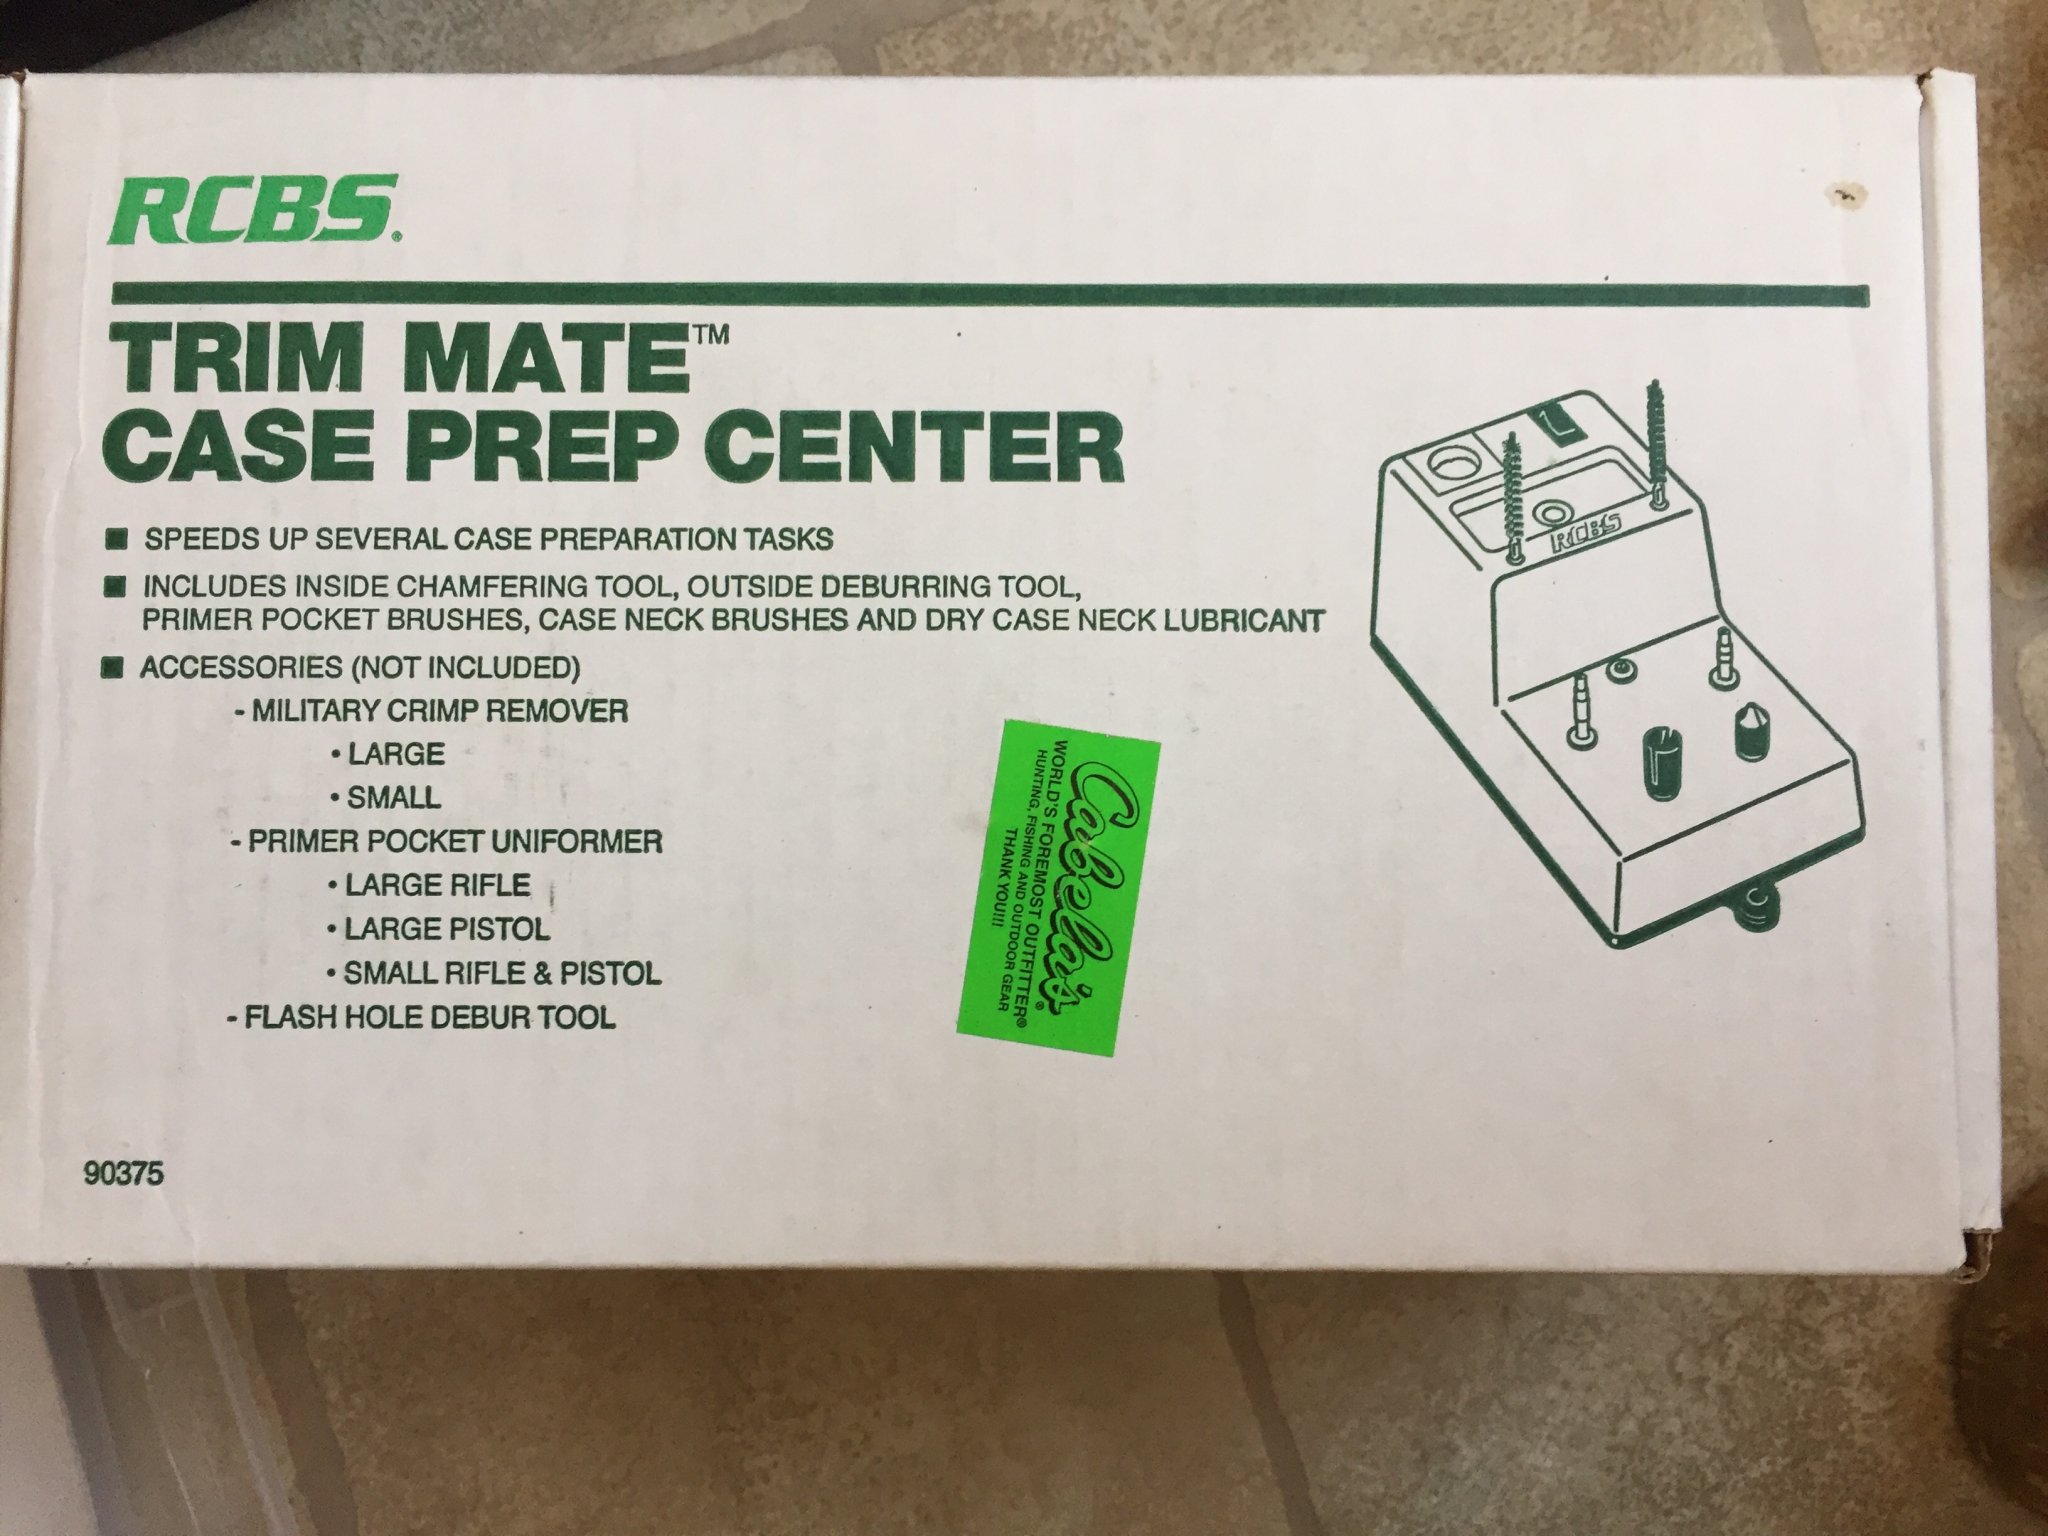 RCBS®
TRIM MATE™
CASE PREP CENTER
■ SPEEDS UP SEVERAL CASE PREPARATION TASKS
■ INCLUDES INSIDE CHAMFERING TOOL, OUTSIDE DEBURRING TOOL,
PRIMER POCKET BRUSHES, CASE NECK BRUSHES AND DRY CASE NECK LUBRICANT
■ ACCESSORIES (NOT INCLUDED)
- MILITARY CRIMP REMOVER
• LARGE
• SMALL
- PRIMER POCKET UNIFORMER
• LARGE RIFLE
• LARGE PISTOL
• SMALL RIFLE & PISTOL
- FLASH HOLE DEBUR TOOL
90375
RCBS
Cabela's®
WORLD'S FOREMOST OUTFITTER®
HUNTING, FISHING AND OUTDOOR GEAR
THANK YOU!!!